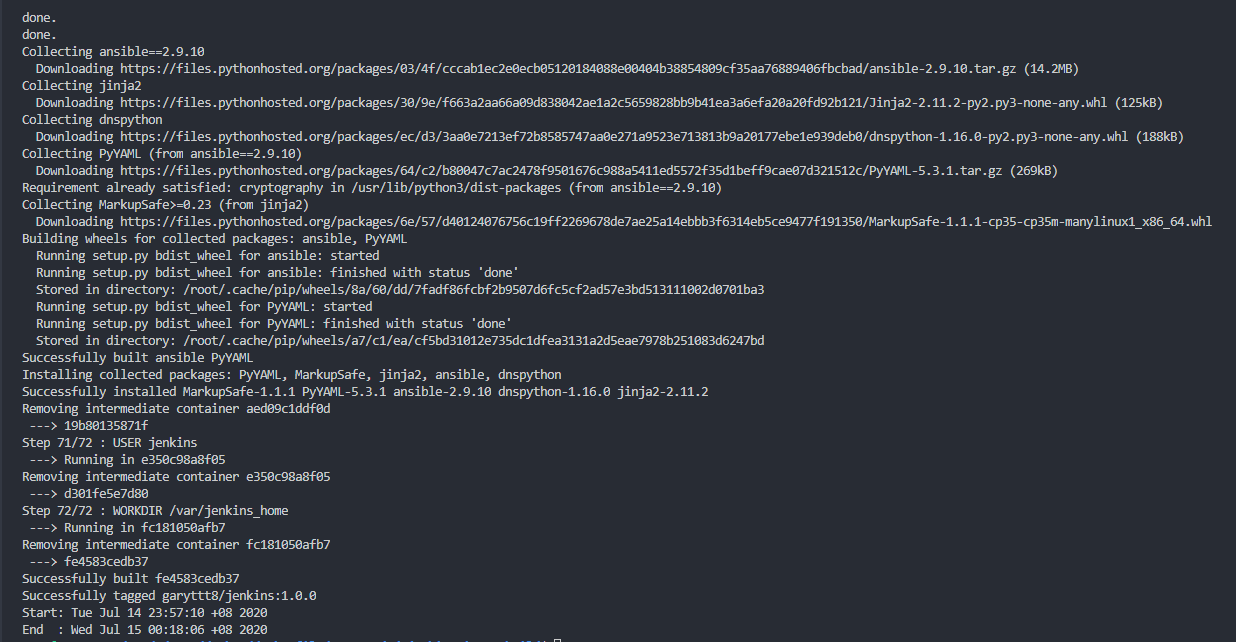 done.
done.
Collecting ansible==2.9.10
Downloading https://files.pythonhosted.org/packages/03/4f/cccab1ec2e0ecb05120184088e00404b38854809cf35aa76889406fbcbad/ansible-2.9.10.tar.gz (14.2MB)
Collecting jinja2
Downloading https://files.pythonhosted.org/packages/30/9e/f663a2aa66a09d838042ae1a2c5659828bb9b41ea3a6efa20a20fd92b121/Jinja2-2.11.2-py2.py3-none-any.whl (125kB)
Collecting dnspython
Downloading https://files.pythonhosted.org/packages/ec/d3/3aa0e7213ef72b8585747aa0e271a9523e713813b9a20177ebe1e939deb0/dnspython-1.16.0-py2.py3-none-any.whl (188kB)
Collecting PyYAML (from ansible==2.9.10)
Downloading https://files.pythonhosted.org/packages/64/c2/b80047c7ac2478f9501676c988a5411ed5572f35d1beff9cae07d321512c/PyYAML-5.3.1.tar.gz (269kB)
Requirement already satisfied: cryptography in /usr/lib/python3/dist-packages (from ansible==2.9.10)
Collecting MarkupSafe>=0.23 (from jinja2)
Downloading https://files.pythonhosted.org/packages/6e/57/d40124076756c19ff2269678de7ae25a14ebbb3f6314eb5ce9477f191350/MarkupSafe-1.1.1-cp35-cp35m-manylinux1_x86_64.whl
Building wheels for collected packages: ansible, PyYAML
Running setup.py bdist_wheel for ansible: started
Running setup.py bdist_wheel for ansible: finished with status 'done'
Stored in directory: /root/.cache/pip/wheels/8a/60/dd/7fadf86fcbf2b9507d6fc5cf2ad57e3bd513111002d0701ba3
Running setup.py bdist_wheel for PyYAML: started
Running setup.py bdist_wheel for PyYAML: finished with status 'done'
Stored in directory: /root/.cache/pip/wheels/a7/c1/ea/cf5bd31012e735dc1dfea3131a2d5eae7978b251083d6247bd
Successfully built ansible PyYAML
Installing collected packages: PyYAML, MarkupSafe, jinja2, ansible, dnspython
Successfully installed MarkupSafe-1.1.1 PyYAML-5.3.1 ansible-2.9.10 dnspython-1.16.0 jinja2-2.11.2
Removing intermediate container aed09c1ddf0d
---> 19b80135871f
Step 71/72 : USER jenkins
---> Running in e350c98a8f05
Removing intermediate container e350c98a8f05
---> d301fe5e7d80
Step 72/72 : WORKDIR /var/jenkins_home
---> Running in fc181050afb7
Removing intermediate container fc181050afb7
---> fe4583cedb37
Successfully built fe4583cedb37
Successfully tagged garyttt8/jenkins:1.0.0
Start: Tue Jul 14 23:57:10 +08 2020
End : Wed Jul 15 00:18:06 +08 2020